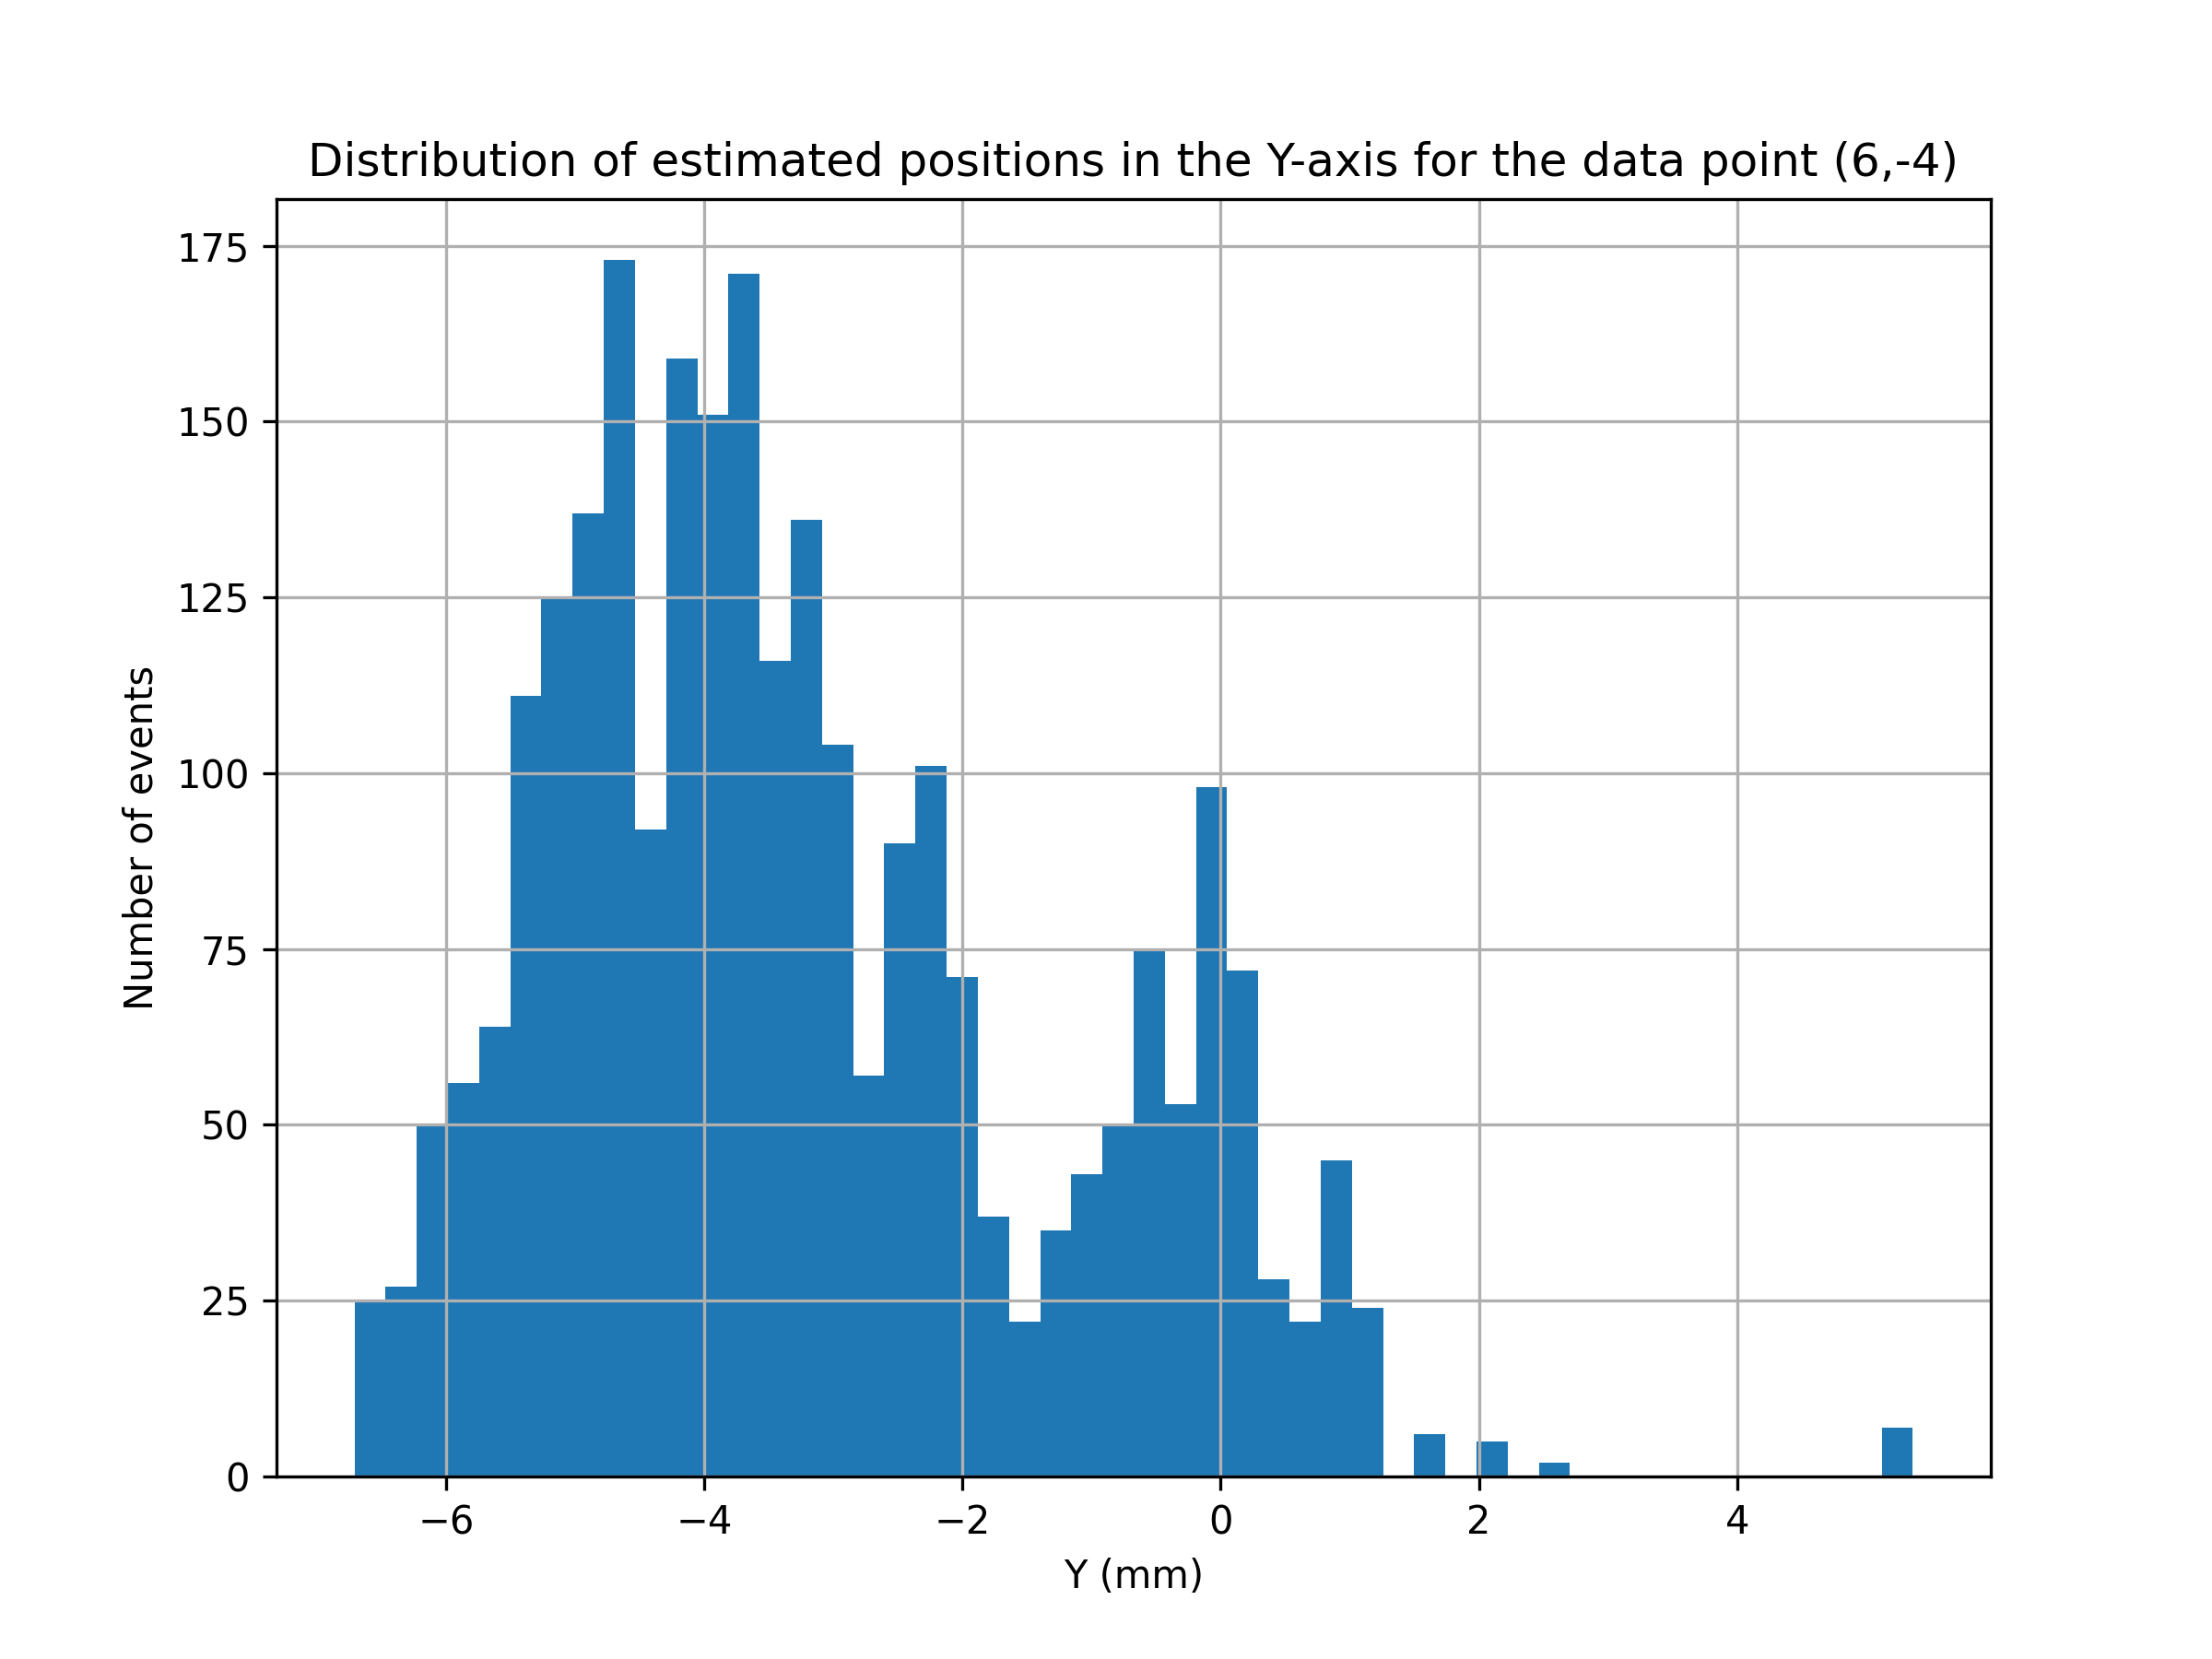 Distribution of estimated positions in the Y-axis for the data point (6,-4)
175
150
125
100
75
50
25
0
Number of events
−6 −4 −2 0 2 4
Y (mm)